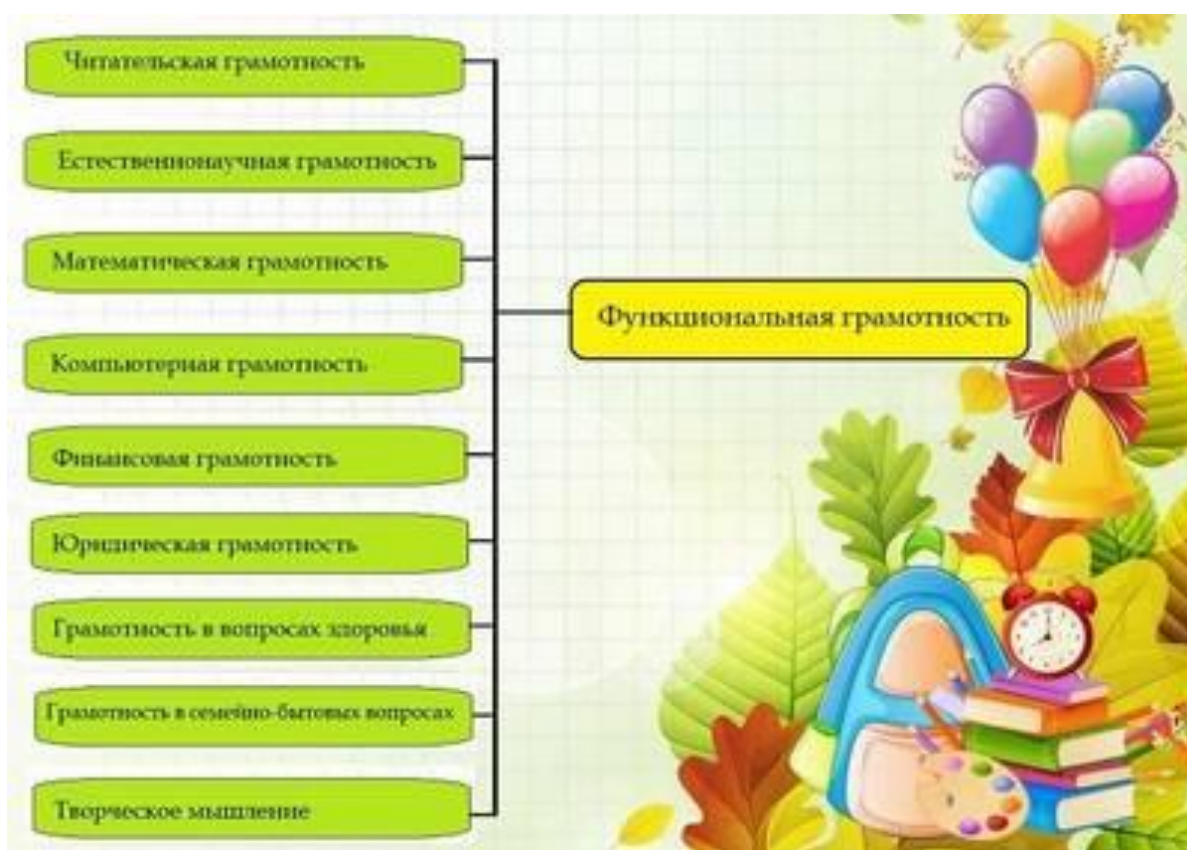 Читательская грамотность
Естественнонаучная грамотность
Математическая грамотность
Компьютерная грамотность
Финансовая грамотность
Юридическая грамотность
Грамотность в вопросах здоровья
Грамотность в семейно-бытовых вопросах
Творческое мышление
Функциональная грамотность